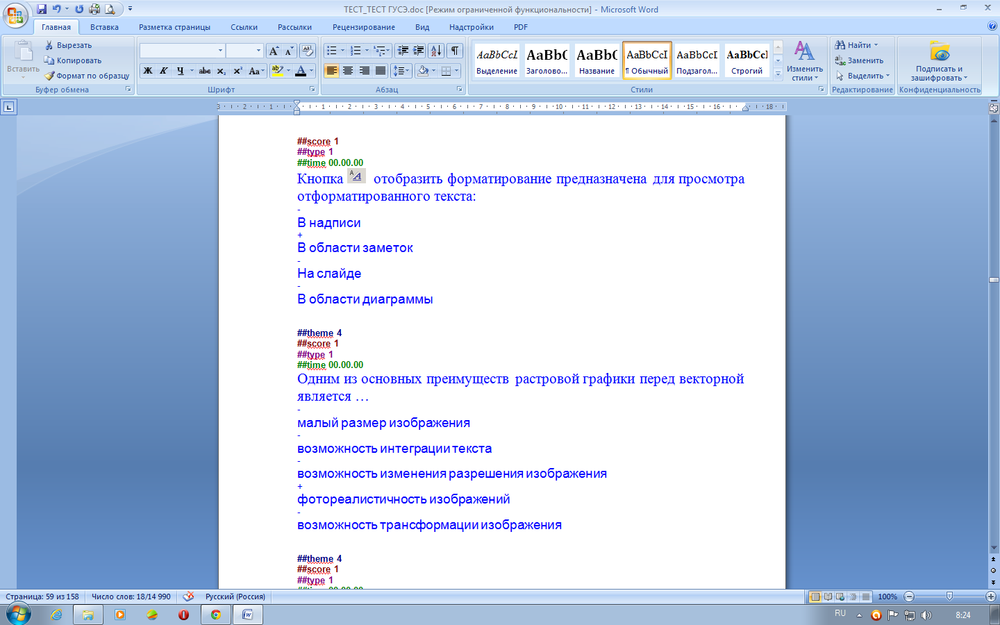 ТЕСТ_ТЕСТ ГУСЭ.doc [Режим ограниченной функциональности] - Microsoft Word
Главная Вставка Разметка страницы Ссылки Рассылки Рецензирование Вид Надстройки PDF
Вставить
Вырезать
Копировать
Формат по образцу
Буфер обмена
Ж К Ч abc x₂ x² Aa
Шрифт
Абзац
AaBbCcI AaBbC AaBbC AaBbCcI AaBbCcI AaBbCcI
Выделение Заголово... Название ¶ Обычный Подзагол... Строгий
Стили
Изменить стили
Найти
Заменить
Выделить
Редактирование
Подписать и зашифровать
Конфиденциальность
3 2 1 1 2 3 4 5 6 7 8 9 10 11 12 13 14 15 16 18
##score 1
##type 1
##time 00.00.00
Кнопка отобразить форматирование предназначена для просмотра
отформатированного текста:
-
В надписи
+
В области заметок
-
На слайде
-
В области диаграммы
##theme 4
##score 1
##type 1
##time 00.00.00
Одним из основных преимуществ растровой графики перед векторной
является …
-
малый размер изображения
-
возможность интеграции текста
-
возможность изменения разрешения изображения
+
фотореалистичность изображений
-
возможность трансформации изображения
##theme 4
##score 1
##type 1
##time 00.00.00
Страница: 59 из 158 Число слов: 18/14 990 Русский (Россия) 100%
RU 8:24